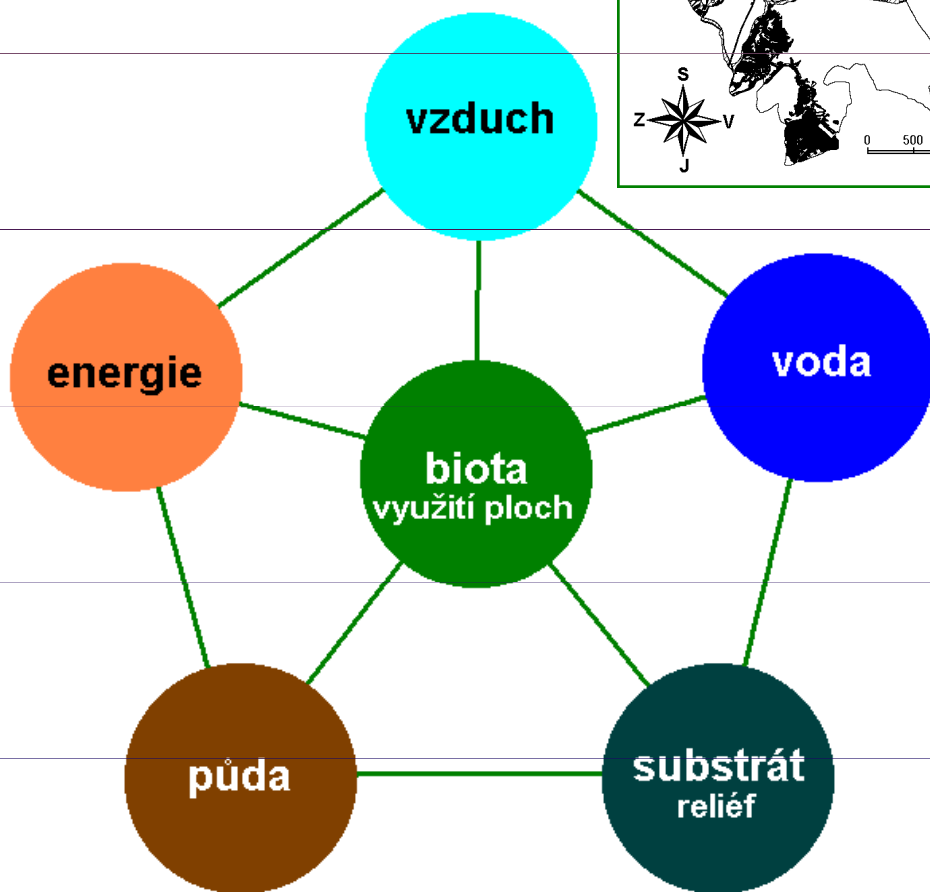 S
Z V
J
0 500
vzduch
energie
voda
biota
využití ploch
půda
substrát
reliéf